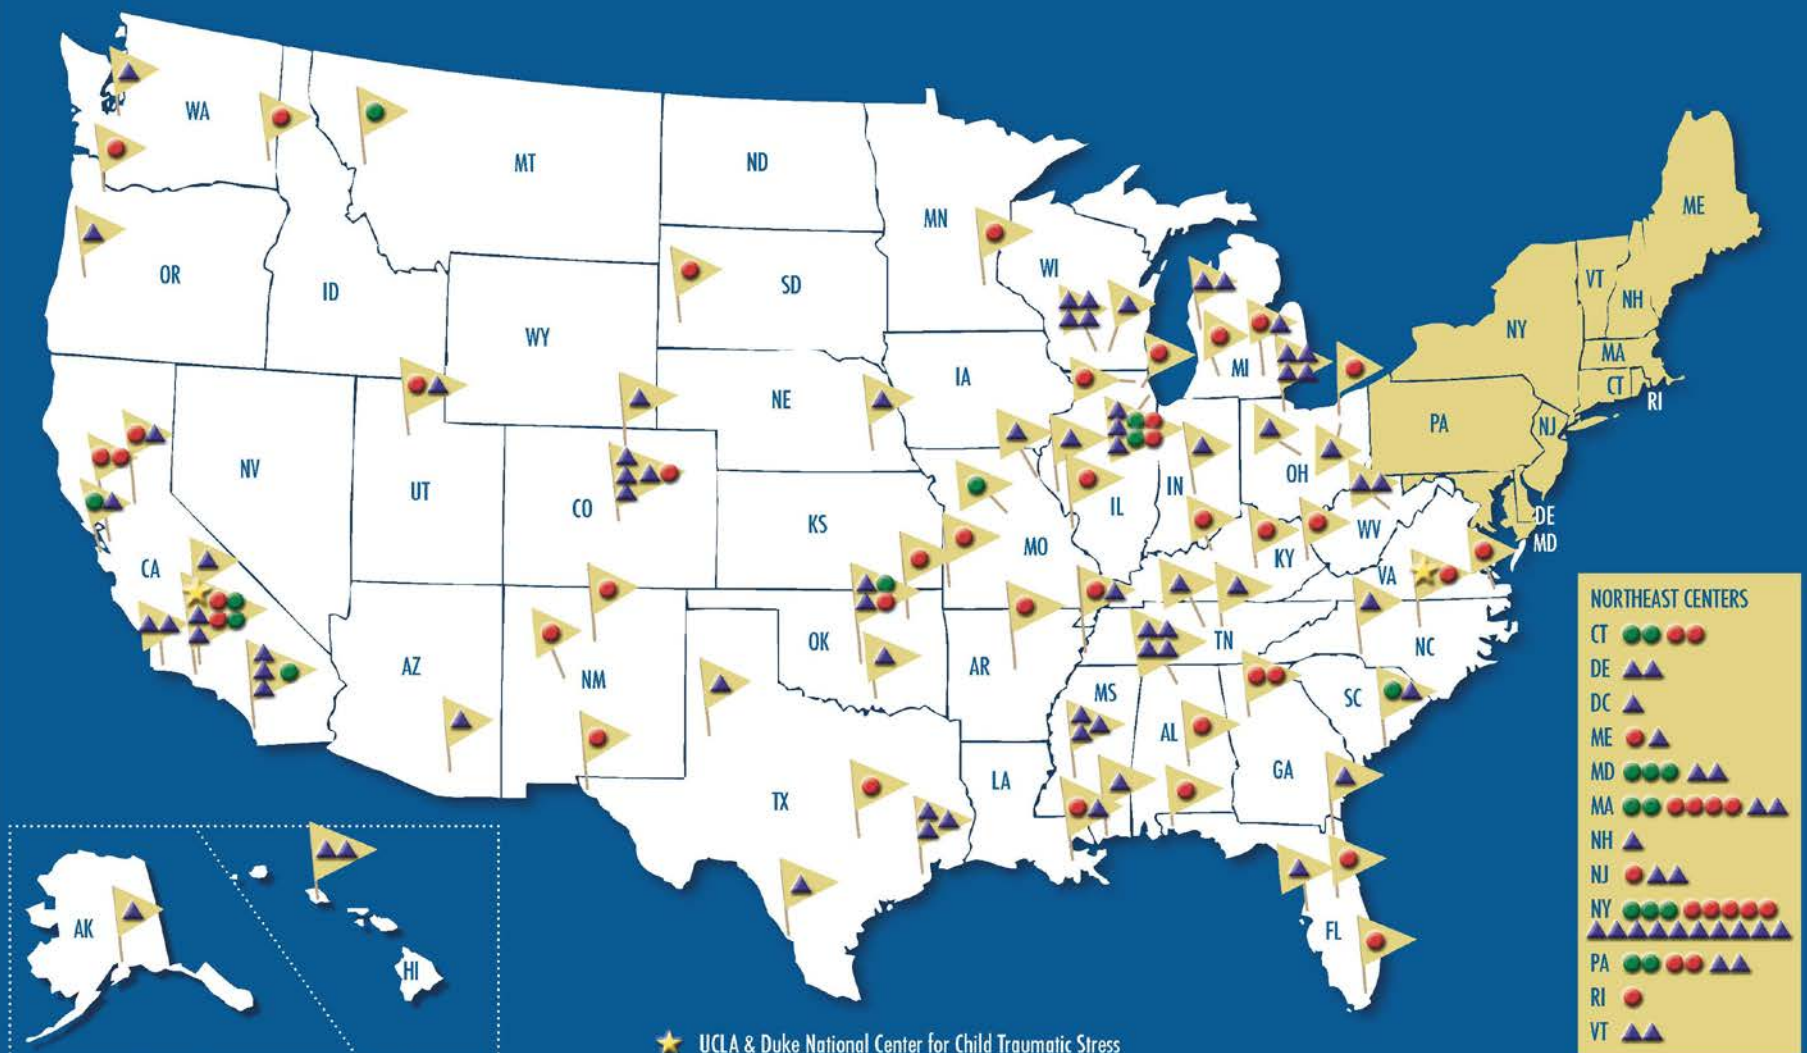 WA
MT
ND
MN
ME
OR
ID
SD
WI
VT
NH
NY
WY
MA
MI
CT
RI
IA
NE
PA
NJ
NV
UT
CO
OH
IN
IL
KS
MO
WV
DE
MD
KY
VA
CA
AZ
NM
OK
AR
TN
NC
MS
SC
AL
GA
LA
TX
FL
AK
HI
NORTHEAST CENTERS
CT
DE
DC
ME
MD
MA
NH
NJ
NY
PA
RI
VT
UCLA & Duke National Center for Child Traumatic Stress